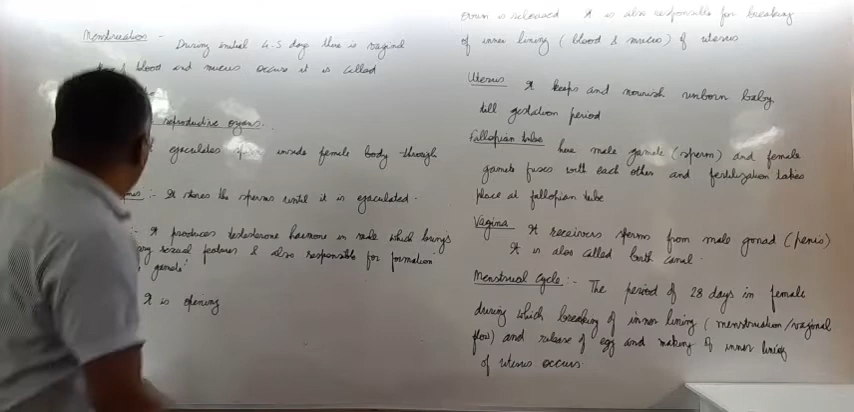 Menstruation -
During initial 4-5 days there is vaginal
blood and mucus occurs it is called
reproductive organs.
ejaculates inside female body through
:- It stores the sperms until it is ejaculated.
:- It produces testesterone in male which brings
sexual features & also responsible for formation
gamete
It is opening
is released It is also responsible for breaking
of inner lining (blood & mucus) of uterus
Uterus It keeps and nourish unborn baby
till gestation period
Fallopian tube here male gamete (sperm) and female
gamete fuses with each other and fertilization takes
place at fallopian tube
Vagina It receivers sperms from male gonad (penis)
It is also called birth canal.
Menstrual Cycle :- The period of 28 days in female
during which breaking of inner lining (menstruation/vaginal
flow) and release of egg and making of inner lining
of uterus occurs.